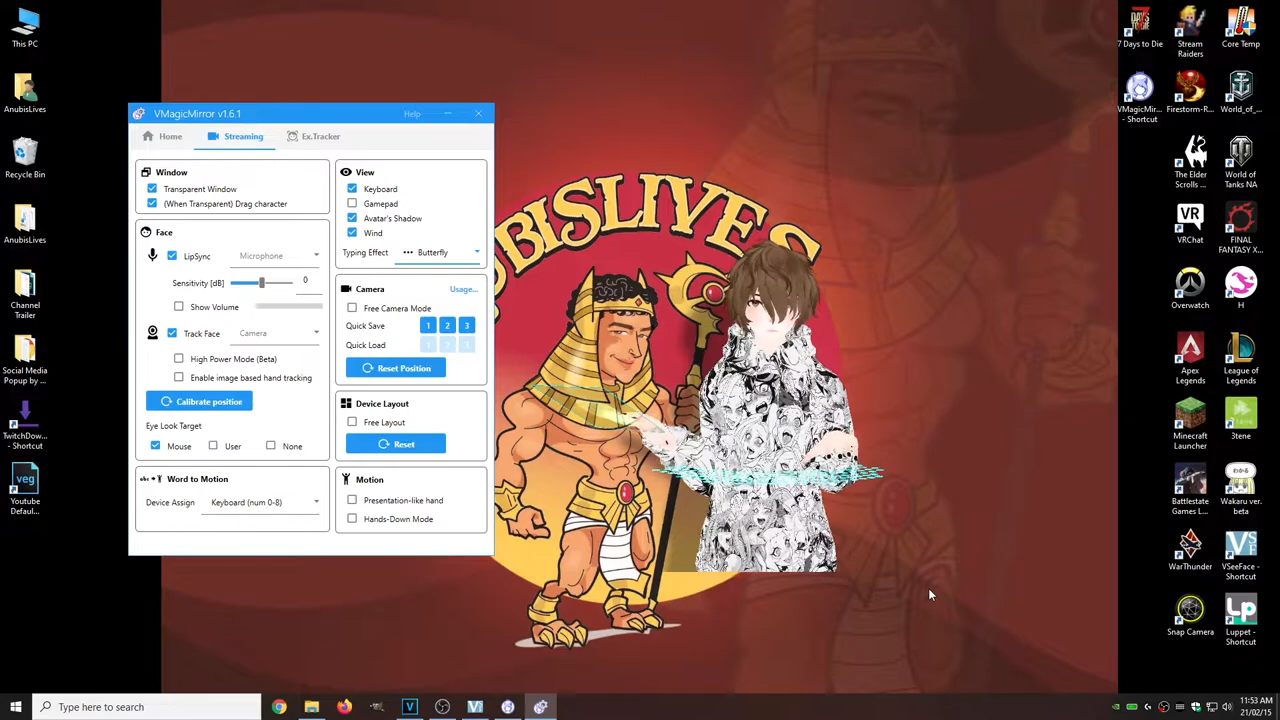 This PC
AnubisLives
Recycle Bin
AnubisLives
Channel
Trailer
Social Media
Popup by ...
TwitchDow...
- Shortcut
Youtube
Defaul...
VMagicMirror v1.6.1
Help
Home
Streaming
Ex.Tracker
Window
Transparent Window
(When Transparent) Drag character
Face
LipSync
Microphone
Sensitivity [dB]
0
Show Volume
Track Face
Camera
High Power Mode (Beta)
Enable image based hand tracking
Calibrate position
Eye Look Target
Mouse
User
None
Word to Motion
Device Assign
Keyboard (num 0-8)
View
Keyboard
Gamepad
Avatar's Shadow
Wind
Typing Effect
Butterfly
Camera
Usage...
Free Camera Mode
Quick Save
1 2 3
Quick Load
1 2 3
Reset Position
Device Layout
Free Layout
Reset
Motion
Presentation-like hand
Hands-Down Mode
UBISLIVES
7 Days to Die
Stream
Raiders
Core Temp
VMagicMir...
- Shortcut
Firestorm-R...
World_of_...
The Elder
Scrolls ...
World of
Tanks NA
VR
VRChat
FINAL
FANTASY X...
Overwatch
H
Apex
Legends
League of
Legends
Minecraft
Launcher
3tene
Battlestate
Games L...
Wakaru ver.
beta
WarThunder
VSeeFace -
Shortcut
Snap Camera
Lp
Luppet -
Shortcut
Type here to search
11:53 AM
21/02/15